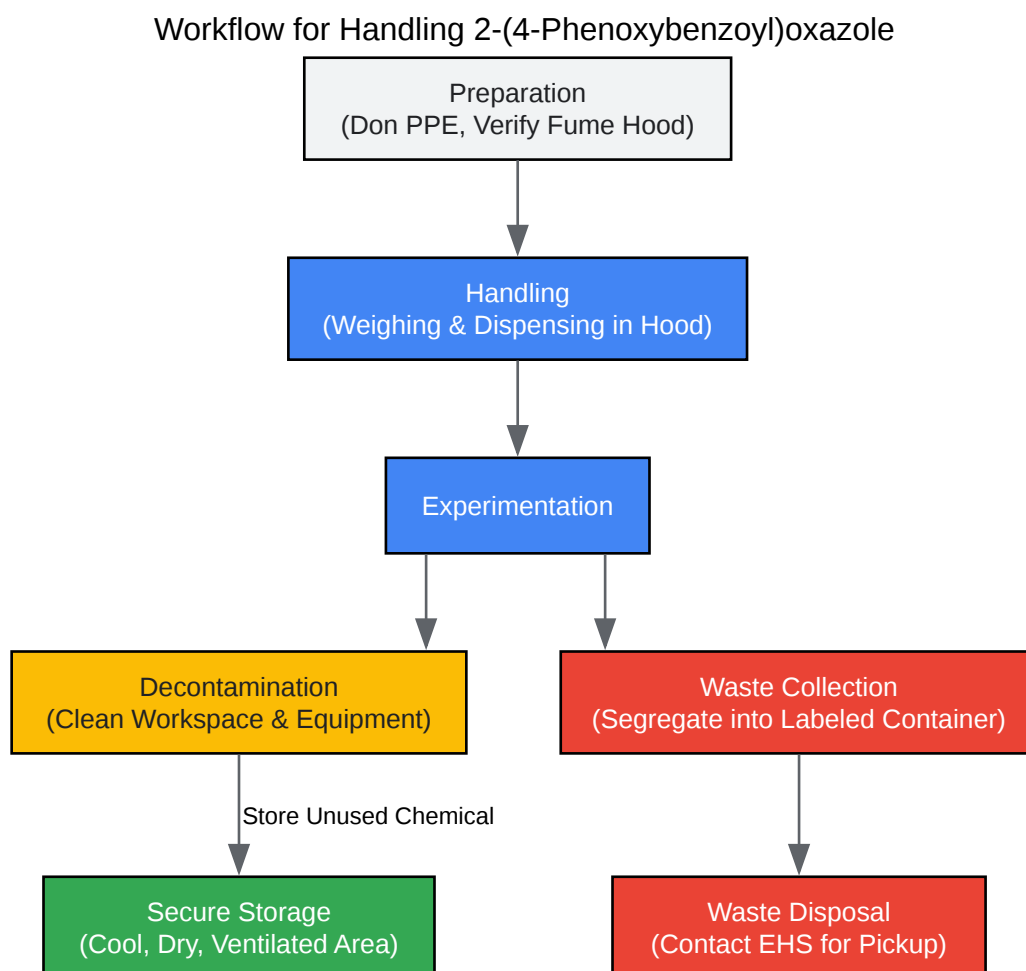 Workflow for Handling 2-(4-Phenoxybenzoyl)oxazole
Preparation
(Don PPE, Verify Fume Hood)
Handling
(Weighing & Dispensing in Hood)
Experimentation
Decontamination
(Clean Workspace & Equipment)
Waste Collection
(Segregate into Labeled Container)
Store Unused Chemical
Secure Storage
(Cool, Dry, Ventilated Area)
Waste Disposal
(Contact EHS for Pickup)